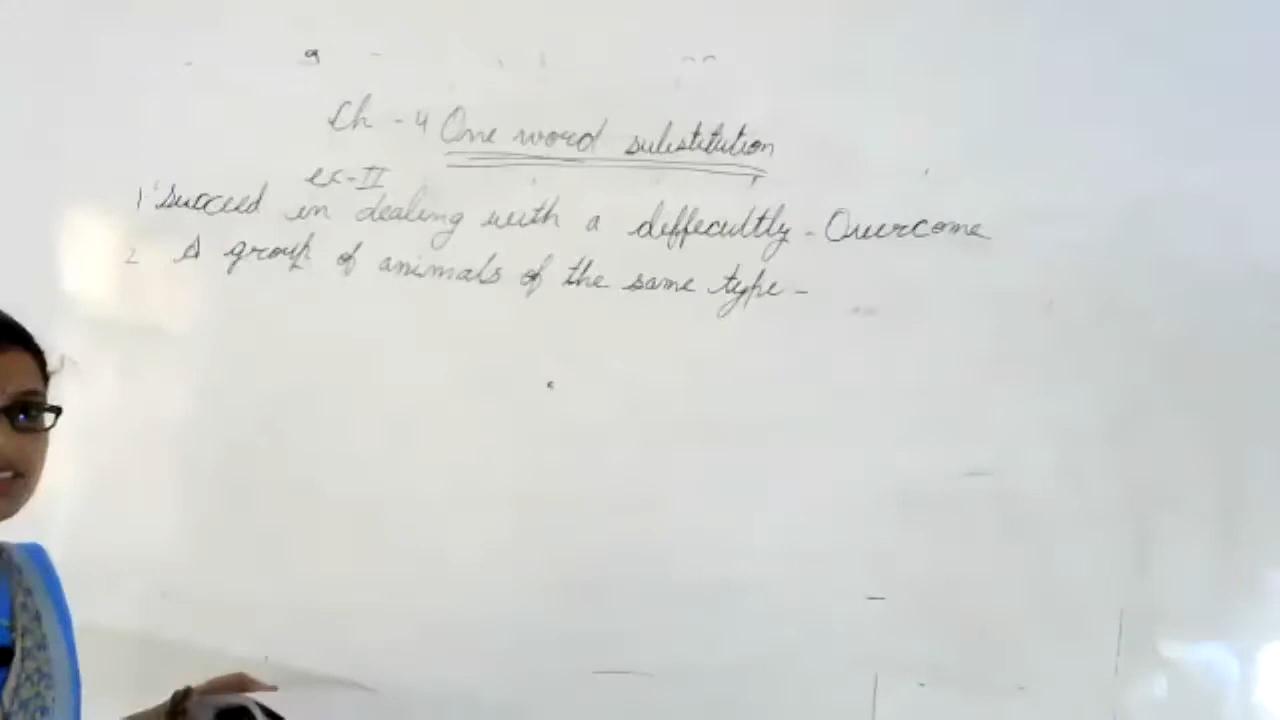 Ch - 4 One word substitution
ex-II
1 Succeed in dealing with a diffecultly - Overcome
2 A group of animals of the same type -